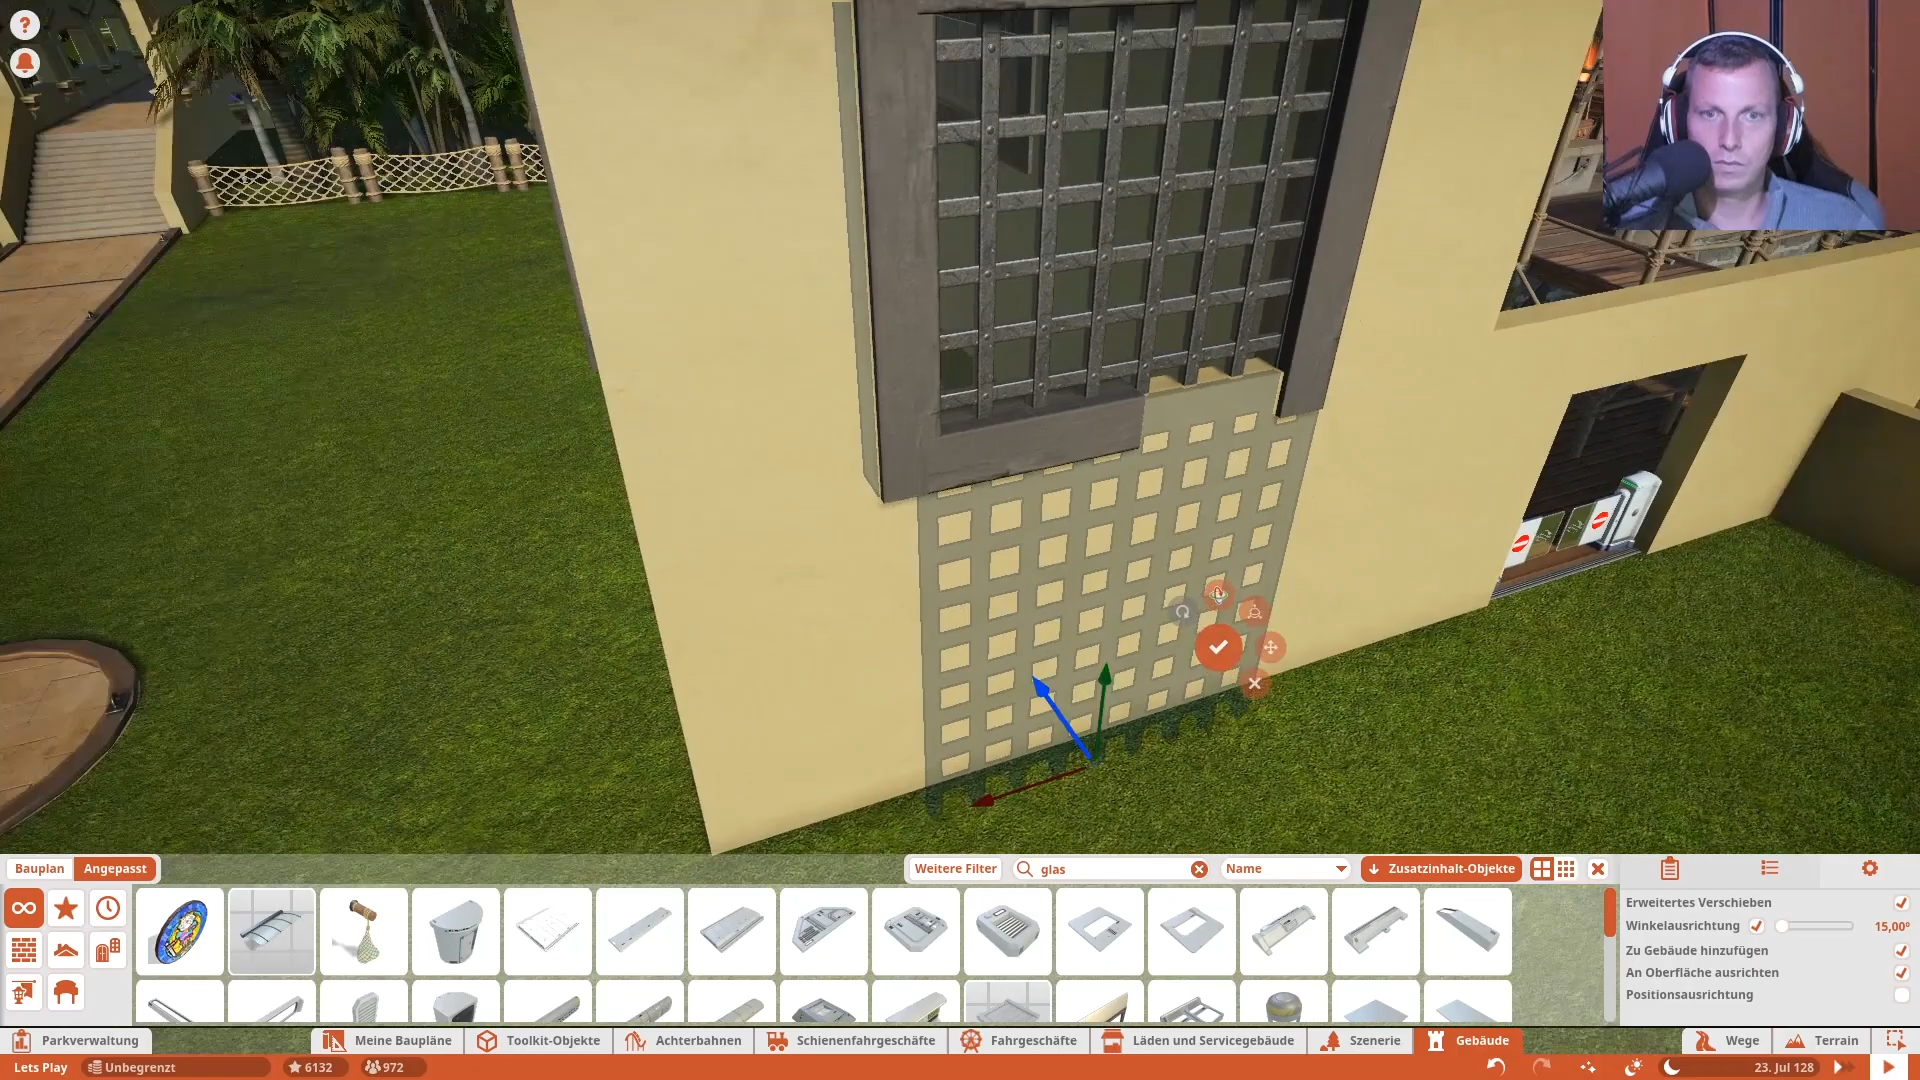 ?
Bauplan
Angepasst
Weitere Filter
glas
Name
Zusatzinhalt-Objekte
Erweitertes Verschieben
Winkelausrichtung
15,00°
Zu Gebäude hinzufügen
An Oberfläche ausrichten
Positionsausrichtung
Parkverwaltung
Meine Baupläne
Toolkit-Objekte
Achterbahnen
Schienenfahrgeschäfte
Fahrgeschäfte
Läden und Servicegebäude
Szenerie
Gebäude
Wege
Terrain
Lets Play
Unbegrenzt
6132
972
23. Jul 128